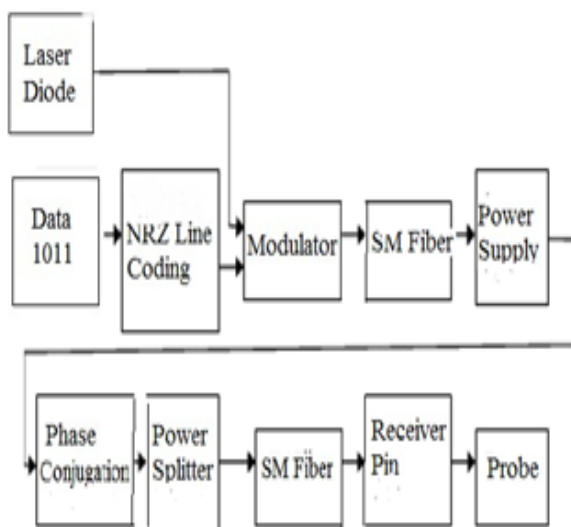 Laser
Diode
Data
1011
NRZ Line
Coding
Modulator
SM Fiber
Power
Supply
Phase
Conjugation
Power
Splitter
SM Fiber
Receiver
Pin
Probe